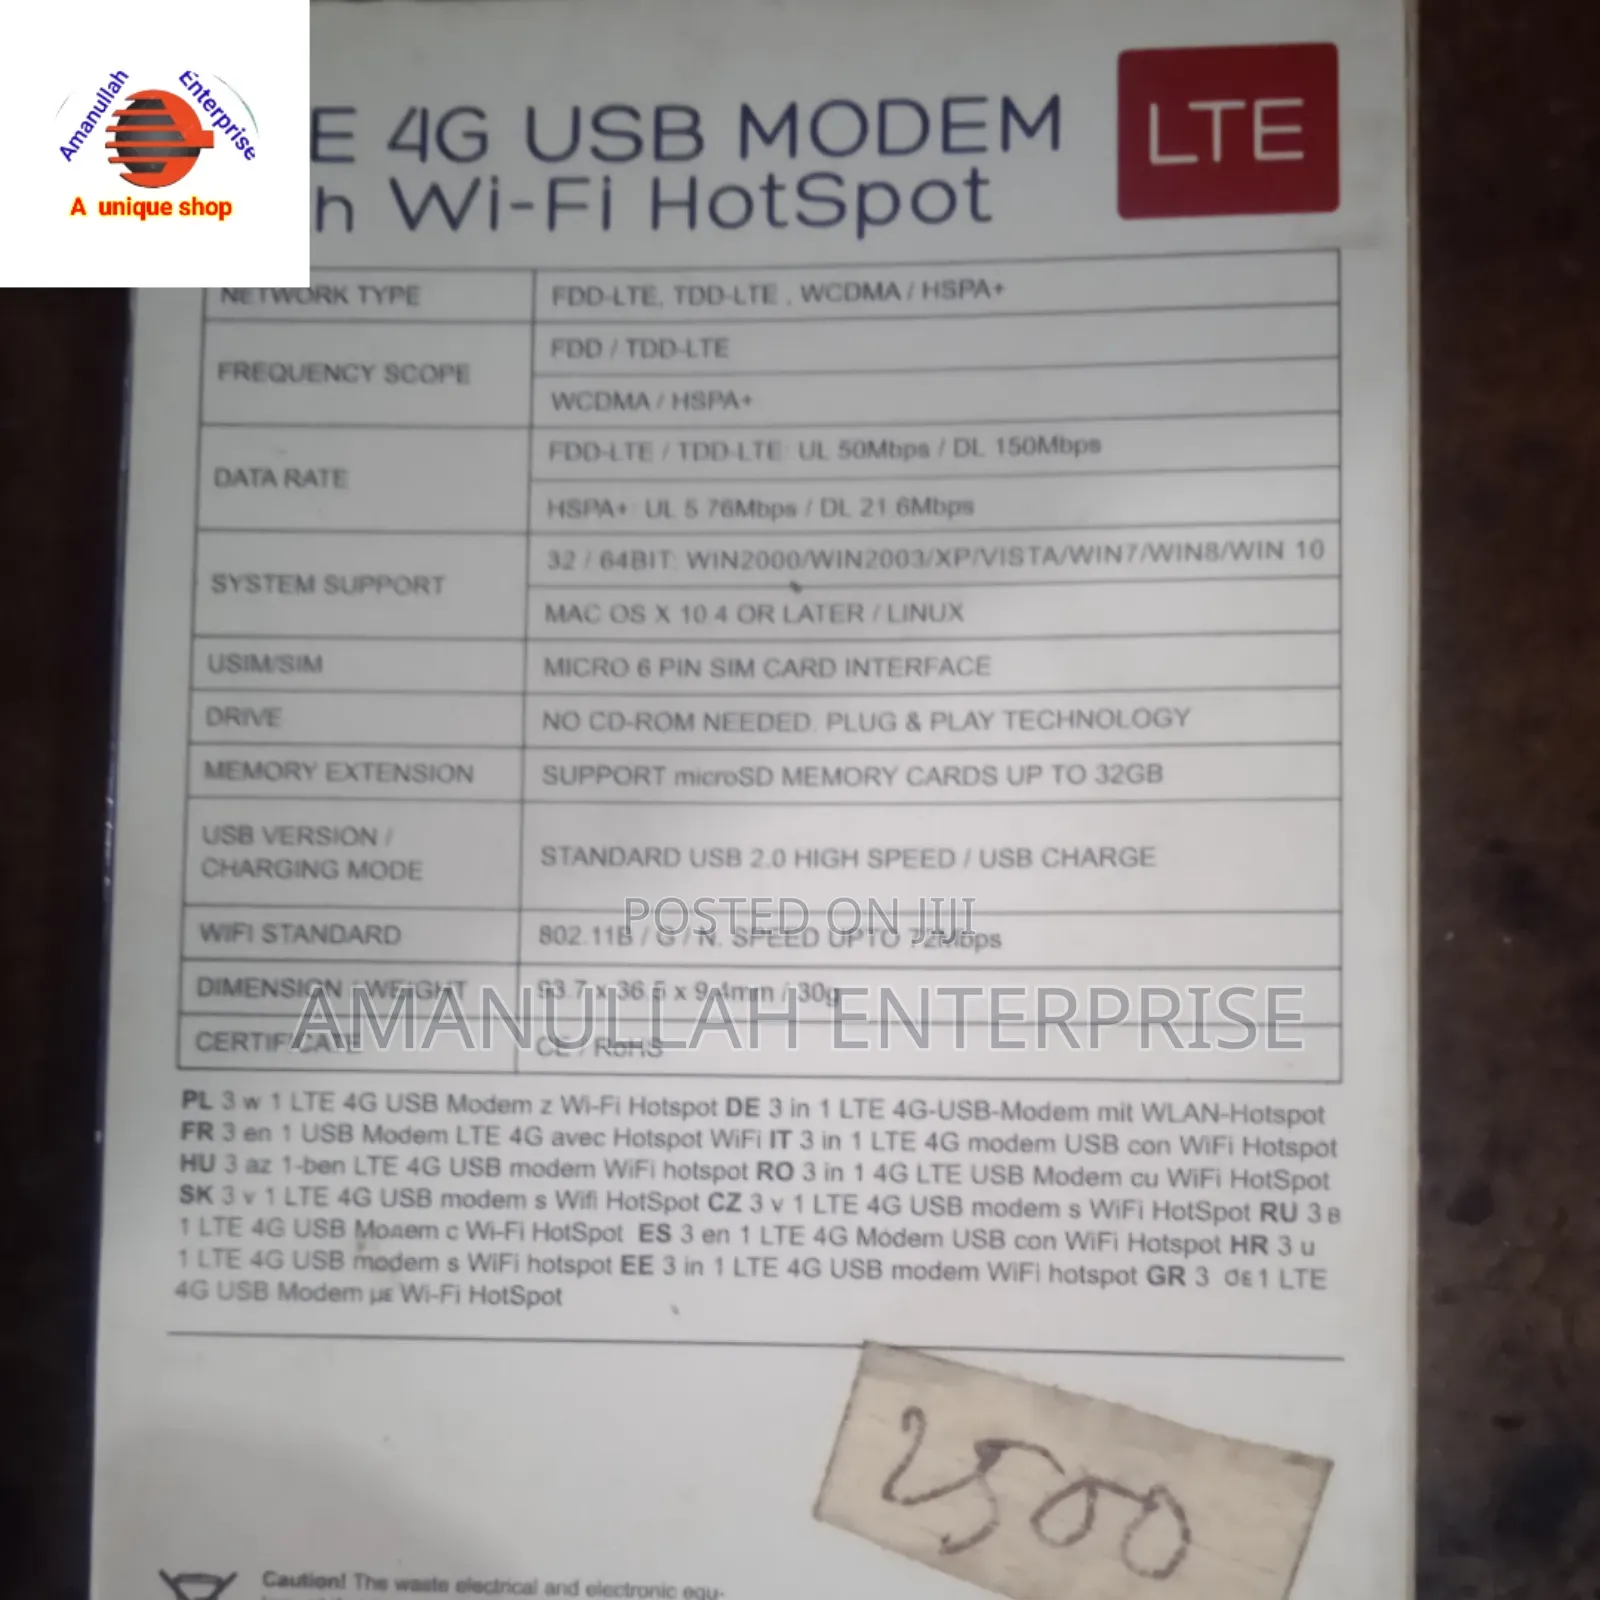 Amanullah Enterprise
A unique shop
E 4G USB MODEM
h Wi-Fi HotSpot
LTE
NETWORK TYPE FDD-LTE, TDD-LTE , WCDMA / HSPA+
FREQUENCY SCOPE FDD / TDD-LTE
WCDMA / HSPA+
DATA RATE FDD-LTE / TDD-LTE: UL 50Mbps / DL 150Mbps
HSPA+: UL 5.76Mbps / DL 21.6Mbps
SYSTEM SUPPORT 32 / 64BIT: WIN2000/WIN2003/XP/VISTA/WIN7/WIN8/WIN 10
MAC OS X 10.4 OR LATER / LINUX
USIM/SIM MICRO 6 PIN SIM CARD INTERFACE
DRIVE NO CD-ROM NEEDED. PLUG & PLAY TECHNOLOGY
MEMORY EXTENSION SUPPORT microSD MEMORY CARDS UP TO 32GB
USB VERSION /
CHARGING MODE STANDARD USB 2.0 HIGH SPEED / USB CHARGE
POSTED ON JIJI
WIFI STANDARD 802.11B / G / N. SPEED UPTO 72Mbps
DIMENSION / WEIGHT 93.7 x 36.5 x 9.4mm / 30g
AMANULLAH ENTERPRISE
CERTIFICATE CE / RoHS
PL 3 w 1 LTE 4G USB Modem z Wi-Fi Hotspot DE 3 in 1 LTE 4G-USB-Modem mit WLAN-Hotspot
FR 3 en 1 USB Modem LTE 4G avec Hotspot WiFi IT 3 in 1 LTE 4G modem USB con WiFi Hotspot
HU 3 az 1-ben LTE 4G USB modem WiFi hotspot RO 3 in 1 4G LTE USB Modem cu WiFi HotSpot
SK 3 v 1 LTE 4G USB modem s Wifi HotSpot CZ 3 v 1 LTE 4G USB modem s WiFi HotSpot RU 3 в
1 LTE 4G USB Модем с Wi-Fi HotSpot ES 3 en 1 LTE 4G Modem USB con WiFi Hotspot HR 3 u
1 LTE 4G USB modem s WiFi hotspot EE 3 in 1 LTE 4G USB modem WiFi hotspot GR 3 σε 1 LTE
4G USB Modem με Wi-Fi HotSpot
2500
Caution! The waste electrical and electronic equ-